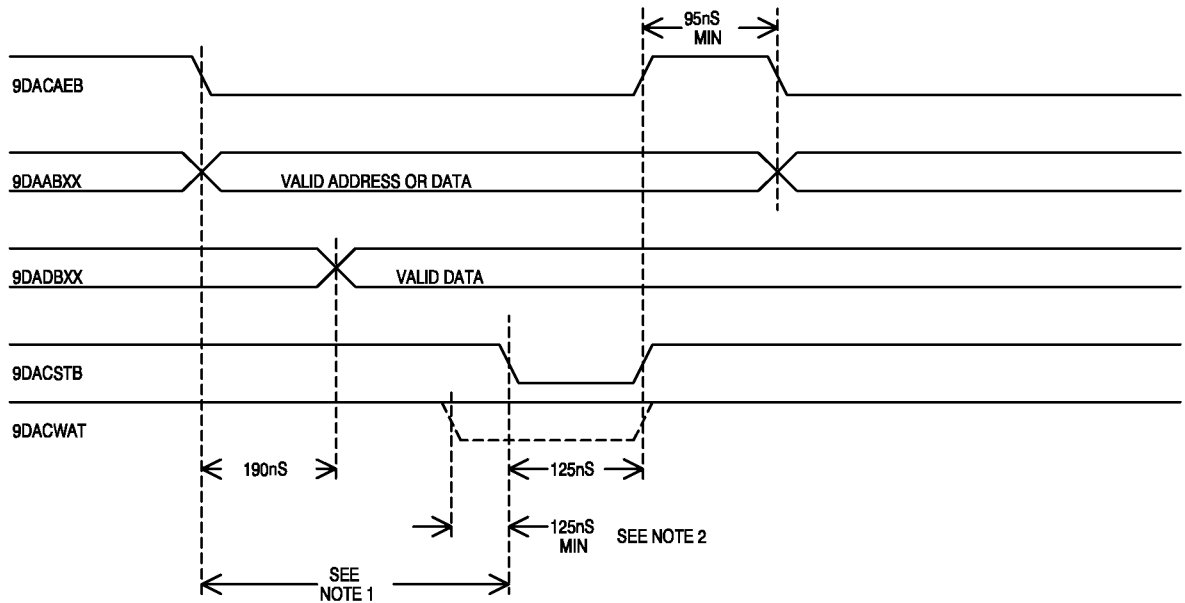 95nS
MIN
9DACAEB
9DAABXX
VALID ADDRESS OR DATA
9DADBXX
VALID DATA
9DACSTB
9DACWAT
190nS
125nS
125nS
MIN
SEE NOTE 2
SEE
NOTE 1